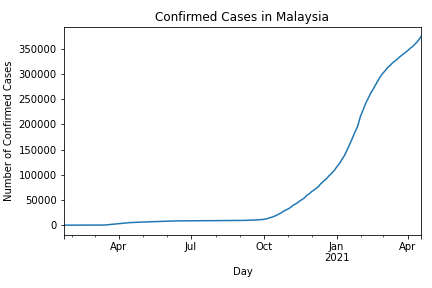 Confirmed Cases in Malaysia
Number of Confirmed Cases
350000
300000
250000
200000
150000
100000
50000
0
Apr
Jul
Oct
Jan
2021
Apr
Day